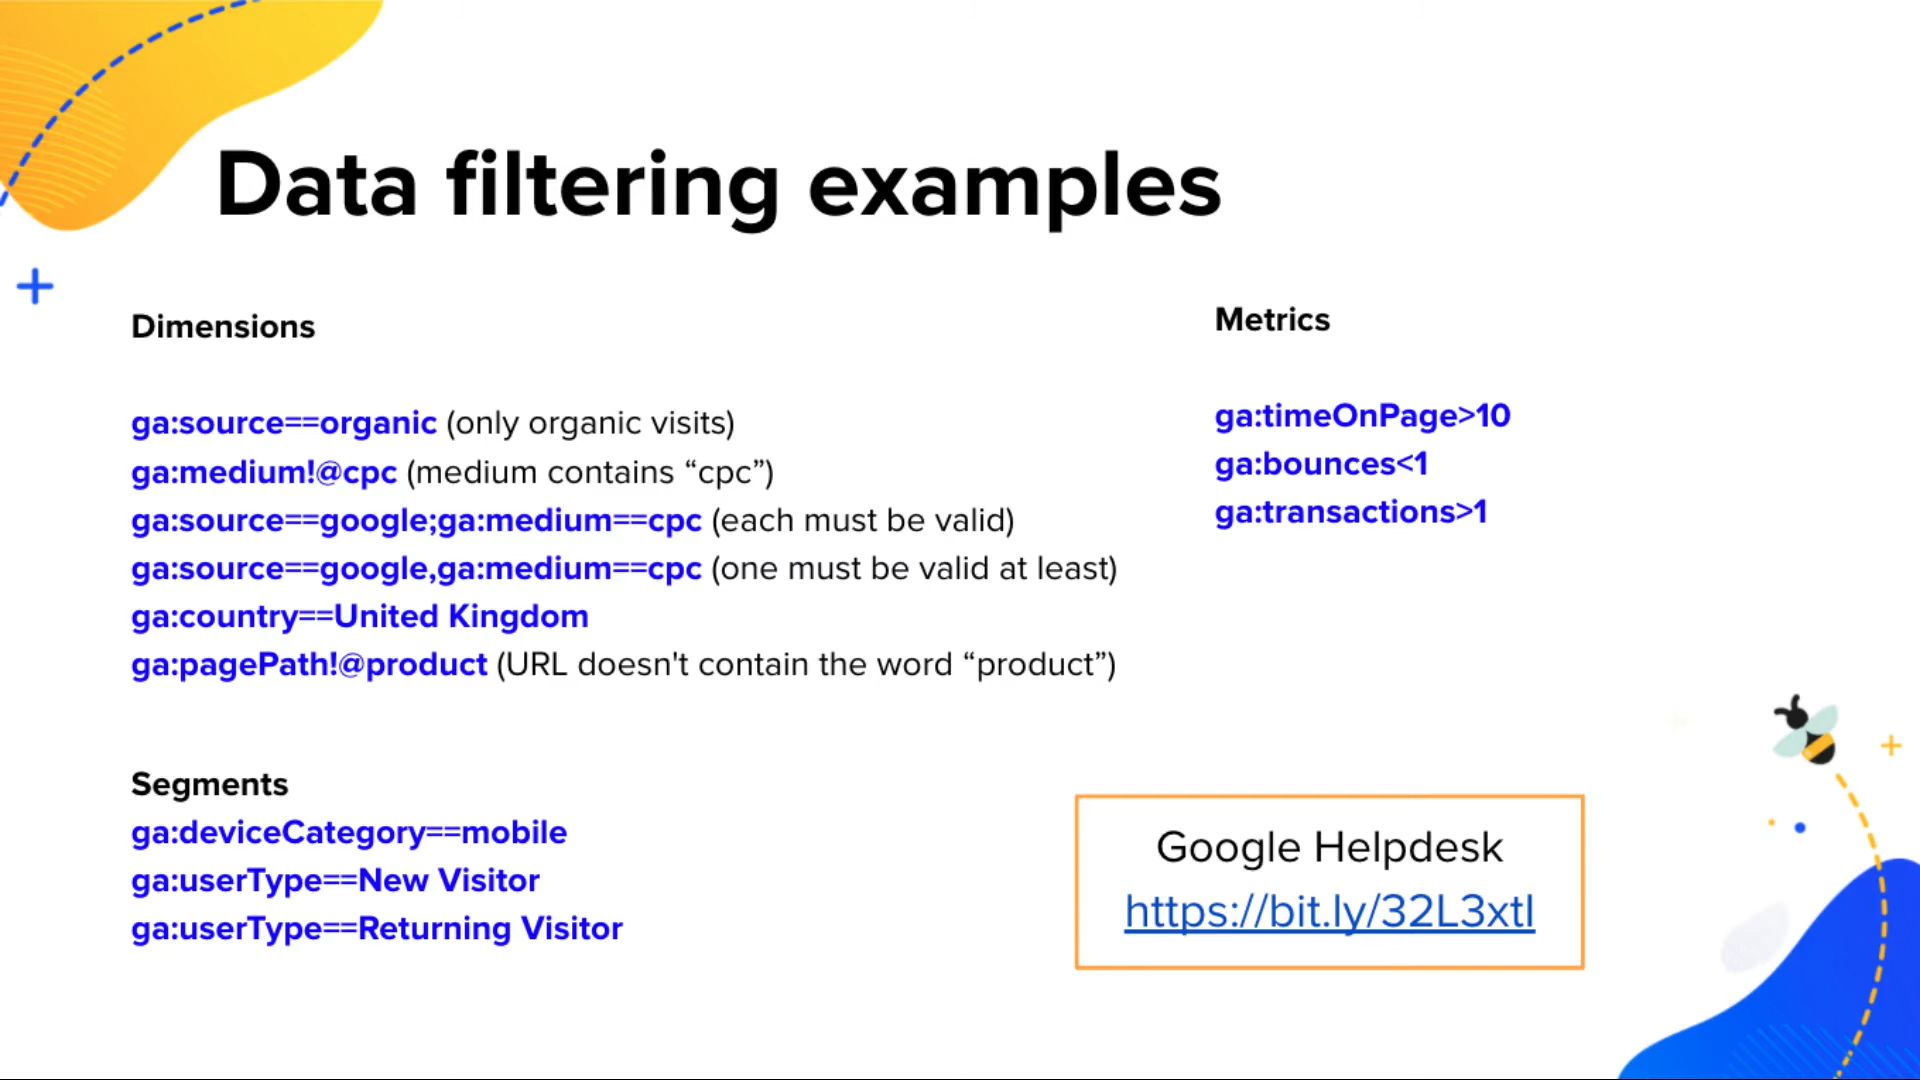 Data filtering examples
Dimensions
ga:source==organic (only organic visits)
ga:medium!@cpc (medium contains “cpc”)
ga:source==google;ga:medium==cpc (each must be valid)
ga:source==google,ga:medium==cpc (one must be valid at least)
ga:country==United Kingdom
ga:pagePath!@product (URL doesn't contain the word “product”)
Metrics
ga:timeOnPage>10
ga:bounces<1
ga:transactions>1
Segments
ga:deviceCategory==mobile
ga:userType==New Visitor
ga:userType==Returning Visitor
Google Helpdesk
https://bit.ly/32L3xtl